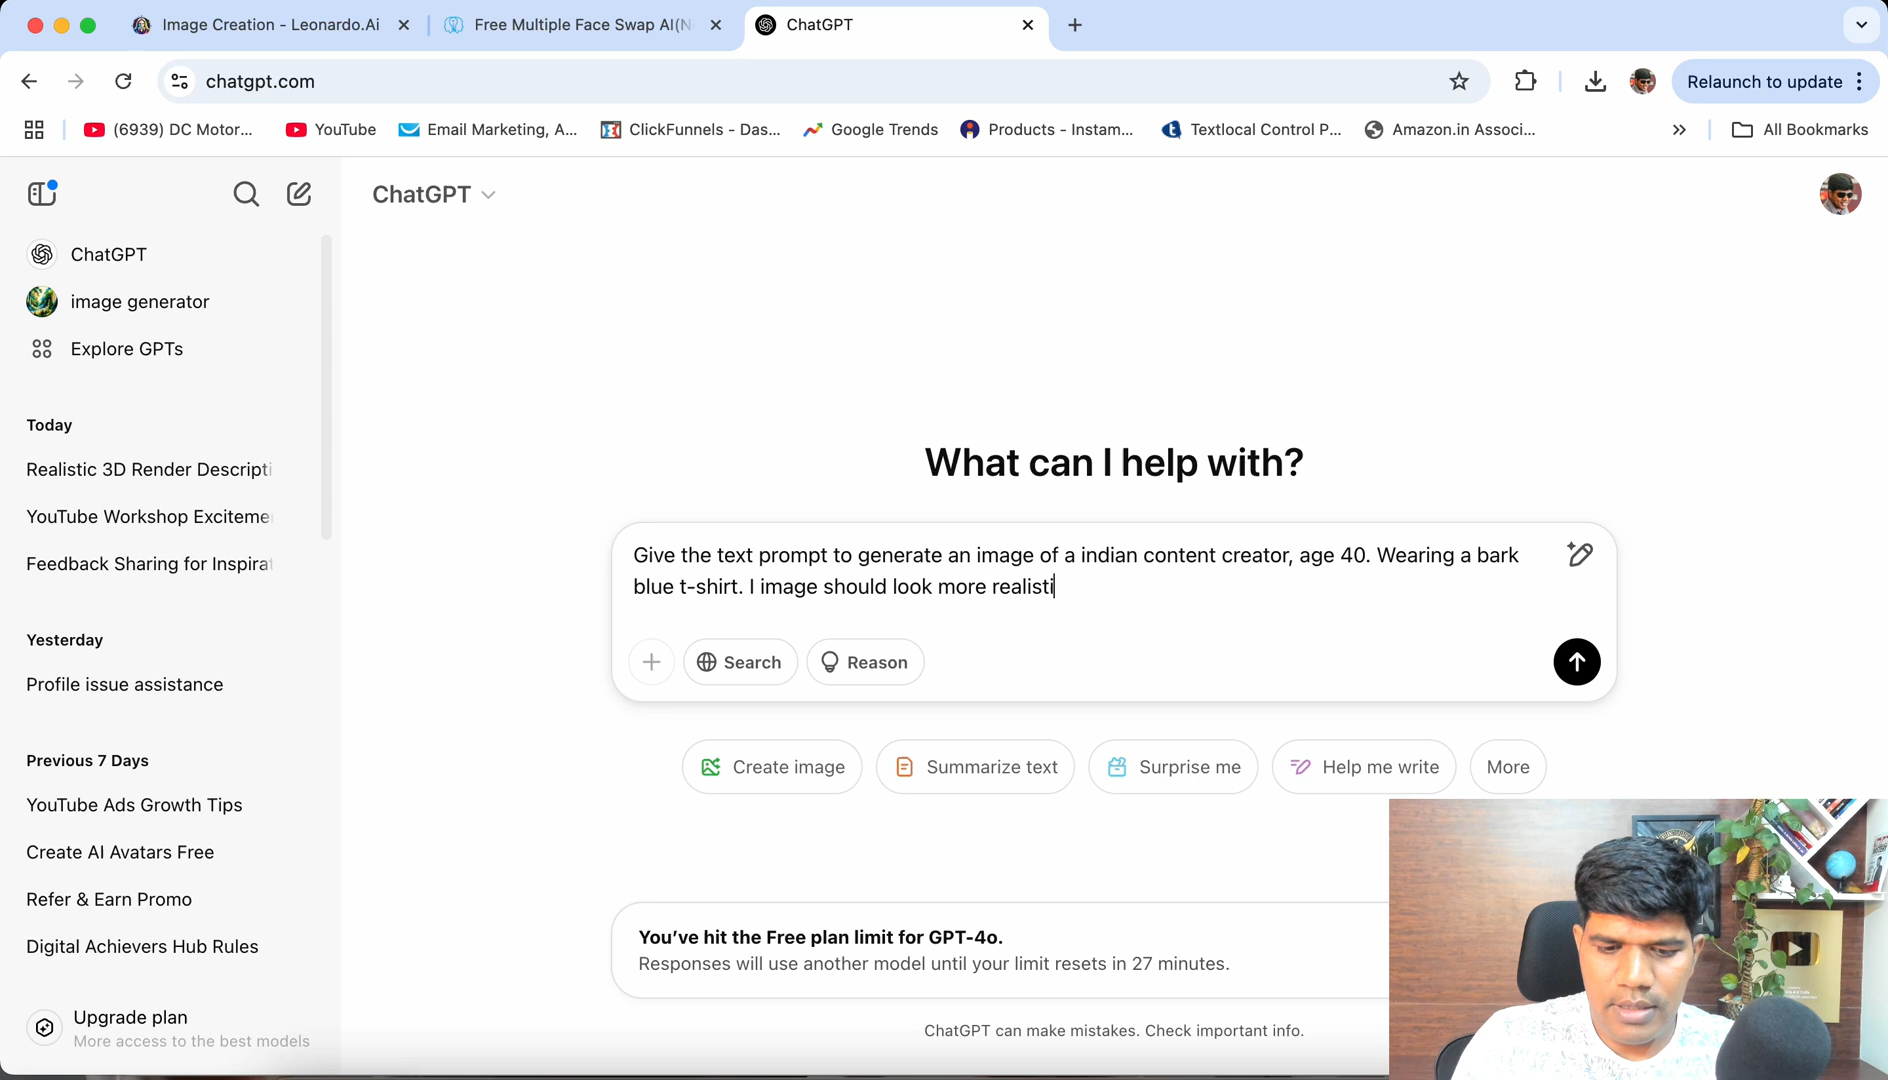 Image Creation - Leonardo.Ai
Free Multiple Face Swap AI(N
ChatGPT
chatgpt.com
Relaunch to update
(6939) DC Motor...
YouTube
Email Marketing, A...
ClickFunnels - Das...
Google Trends
Products - Instam...
Textlocal Control P...
Amazon.in Associ...
All Bookmarks
ChatGPT
ChatGPT
image generator
Explore GPTs
Today
Realistic 3D Render Descripti
YouTube Workshop Exciteme
Feedback Sharing for Inspirat
Yesterday
Profile issue assistance
Previous 7 Days
YouTube Ads Growth Tips
Create AI Avatars Free
Refer & Earn Promo
Digital Achievers Hub Rules
Upgrade plan
More access to the best models
What can I help with?
Give the text prompt to generate an image of a indian content creator, age 40. Wearing a bark
blue t-shirt. I image should look more realisti
Search
Reason
Create image
Summarize text
Surprise me
Help me write
More
You've hit the Free plan limit for GPT-4o.
Responses will use another model until your limit resets in 27 minutes.
ChatGPT can make mistakes. Check important info.